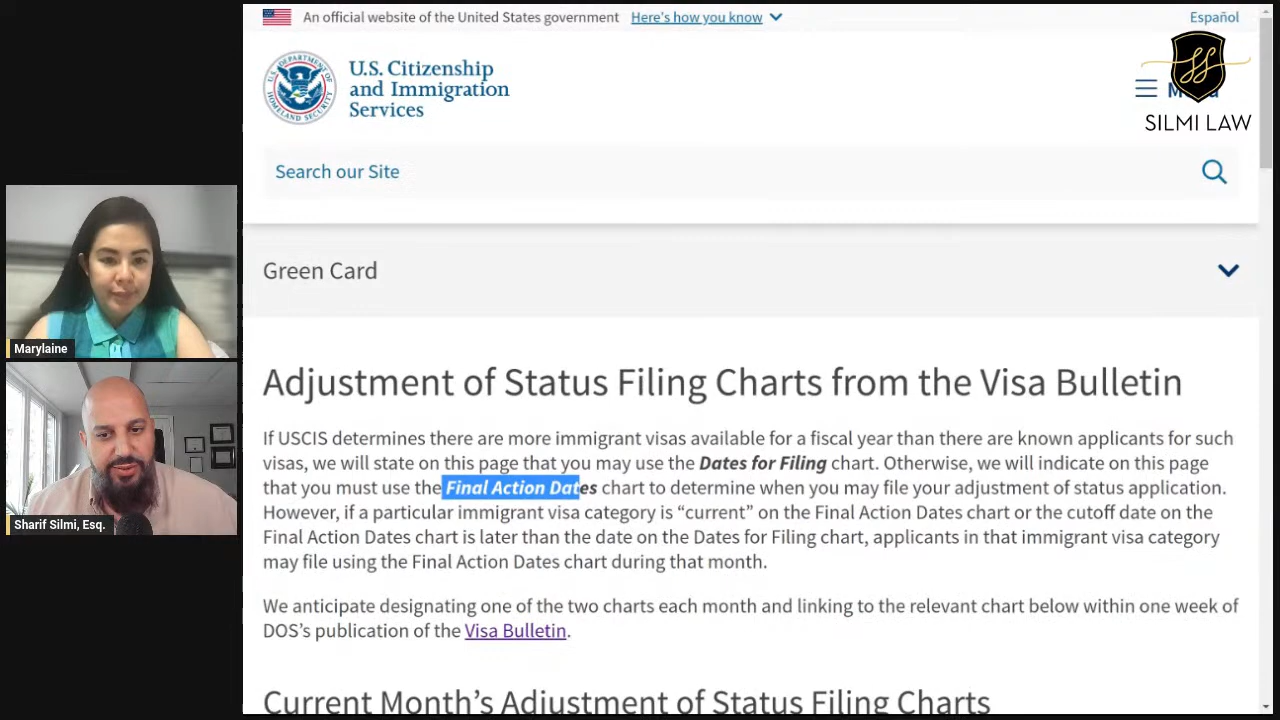 An official website of the United States government Here's how you know
Español
U.S. Citizenship
and Immigration
Services
SILMI LAW
Search our Site
Green Card
Marylaine
Sharif Silmi, Esq.
Adjustment of Status Filing Charts from the Visa Bulletin
If USCIS determines there are more immigrant visas available for a fiscal year than there are known applicants for such
visas, we will state on this page that you may use the Dates for Filing chart. Otherwise, we will indicate on this page
that you must use the Final Action Dates chart to determine when you may file your adjustment of status application.
However, if a particular immigrant visa category is “current” on the Final Action Dates chart or the cutoff date on the
Final Action Dates chart is later than the date on the Dates for Filing chart, applicants in that immigrant visa category
may file using the Final Action Dates chart during that month.
We anticipate designating one of the two charts each month and linking to the relevant chart below within one week of
DOS’s publication of the Visa Bulletin.
Current Month’s Adjustment of Status Filing Charts